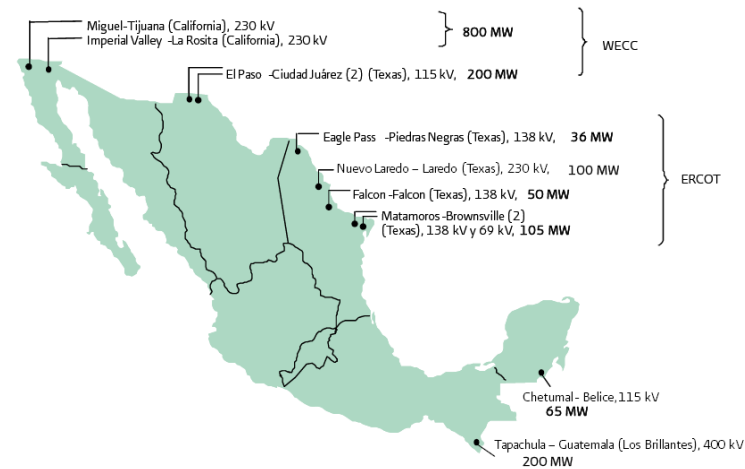 Miguel-Tijuana (California), 230 kV
Imperial Valley -La Rosita (California), 230 kV
800 MW
WECC
El Paso -Ciudad Juárez (2) (Texas), 115 kV, 200 MW
Eagle Pass -Piedras Negras (Texas), 138 kV, 36 MW
Nuevo Laredo – Laredo (Texas), 230 kV, 100 MW
ERCOT
Falcon -Falcon (Texas), 138 kV, 50 MW
Matamoros -Brownsville (2)
(Texas), 138 kV y 69 kV, 105 MW
Chetumal - Belice, 115 kV
65 MW
Tapachula – Guatemala (Los Brillantes), 400 kV
200 MW